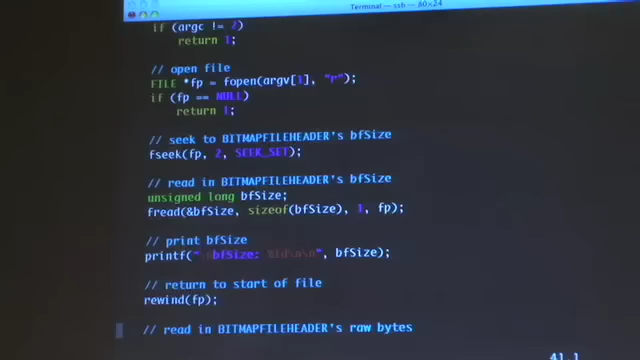 Terminal — ssh — 80×24
if (argc != 2)
return 1;
// open file
FILE *fp = fopen(argv[1], "r");
if (fp == NULL)
return 1;
// seek to BITMAPFILEHEADER's bfSize
fseek(fp, 2, SEEK_SET);
// read in BITMAPFILEHEADER's bfSize
unsigned long bfSize;
fread(&bfSize, sizeof(bfSize), 1, fp);
// print bfSize
printf("\nbfSize: %ld\n\n", bfSize);
// return to start of file
rewind(fp);
// read in BITMAPFILEHEADER's raw bytes
41,1